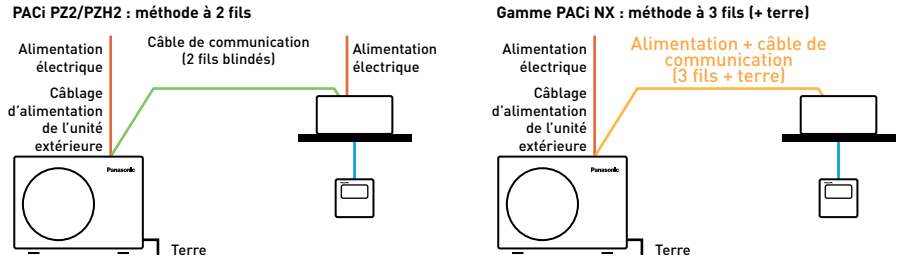 PACi PZ2/PZH2 : méthode à 2 fils
Alimentation
électrique
Câble de communication
(2 fils blindés)
Alimentation
électrique
Câblage
d’alimentation
de l’unité
extérieure
Panasonic
Terre
Gamme PACi NX : méthode à 3 fils (+ terre)
Alimentation
électrique
Alimentation + câble de
communication
(3 fils + terre)
Câblage
d’alimentation
de l’unité
extérieure
Panasonic
Terre